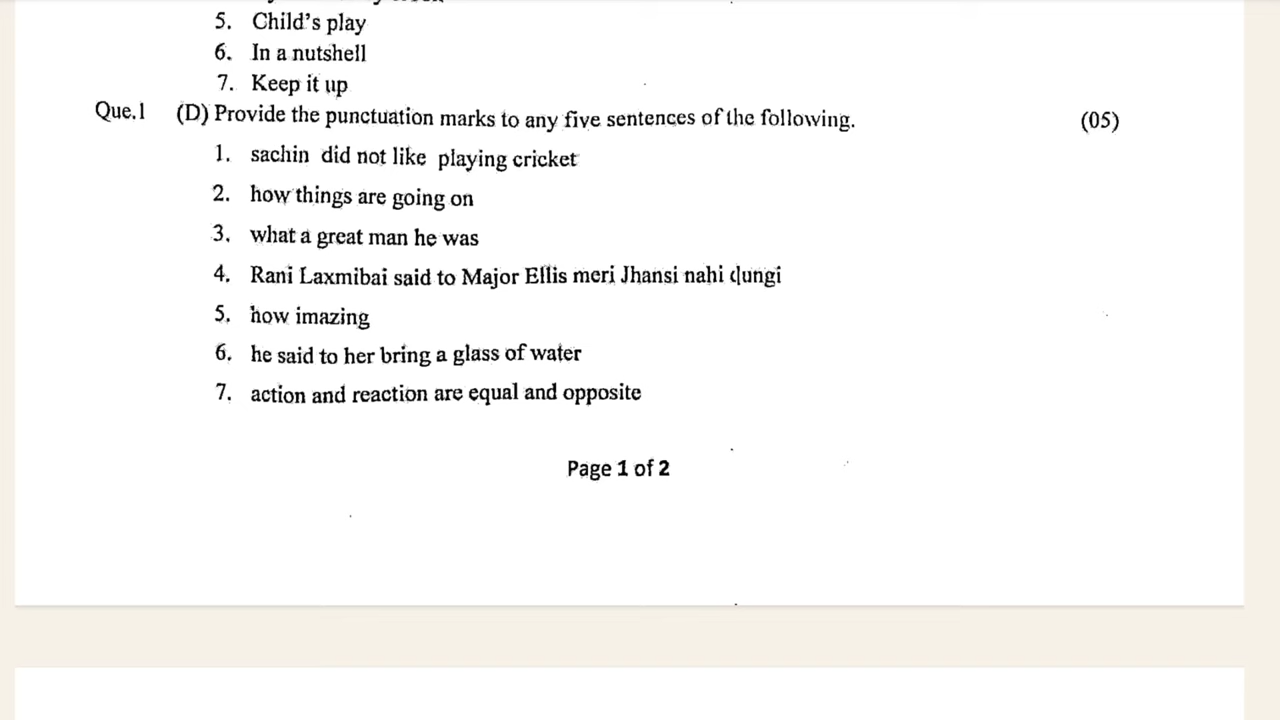 5. Child's play
6. In a nutshell
7. Keep it up
Que.1 (D) Provide the punctuation marks to any five sentences of the following. (05)
1. sachin did not like playing cricket
2. how things are going on
3. what a great man he was
4. Rani Laxmibai said to Major Ellis meri Jhansi nahi dungi
5. how imazing
6. he said to her bring a glass of water
7. action and reaction are equal and opposite
Page 1 of 2